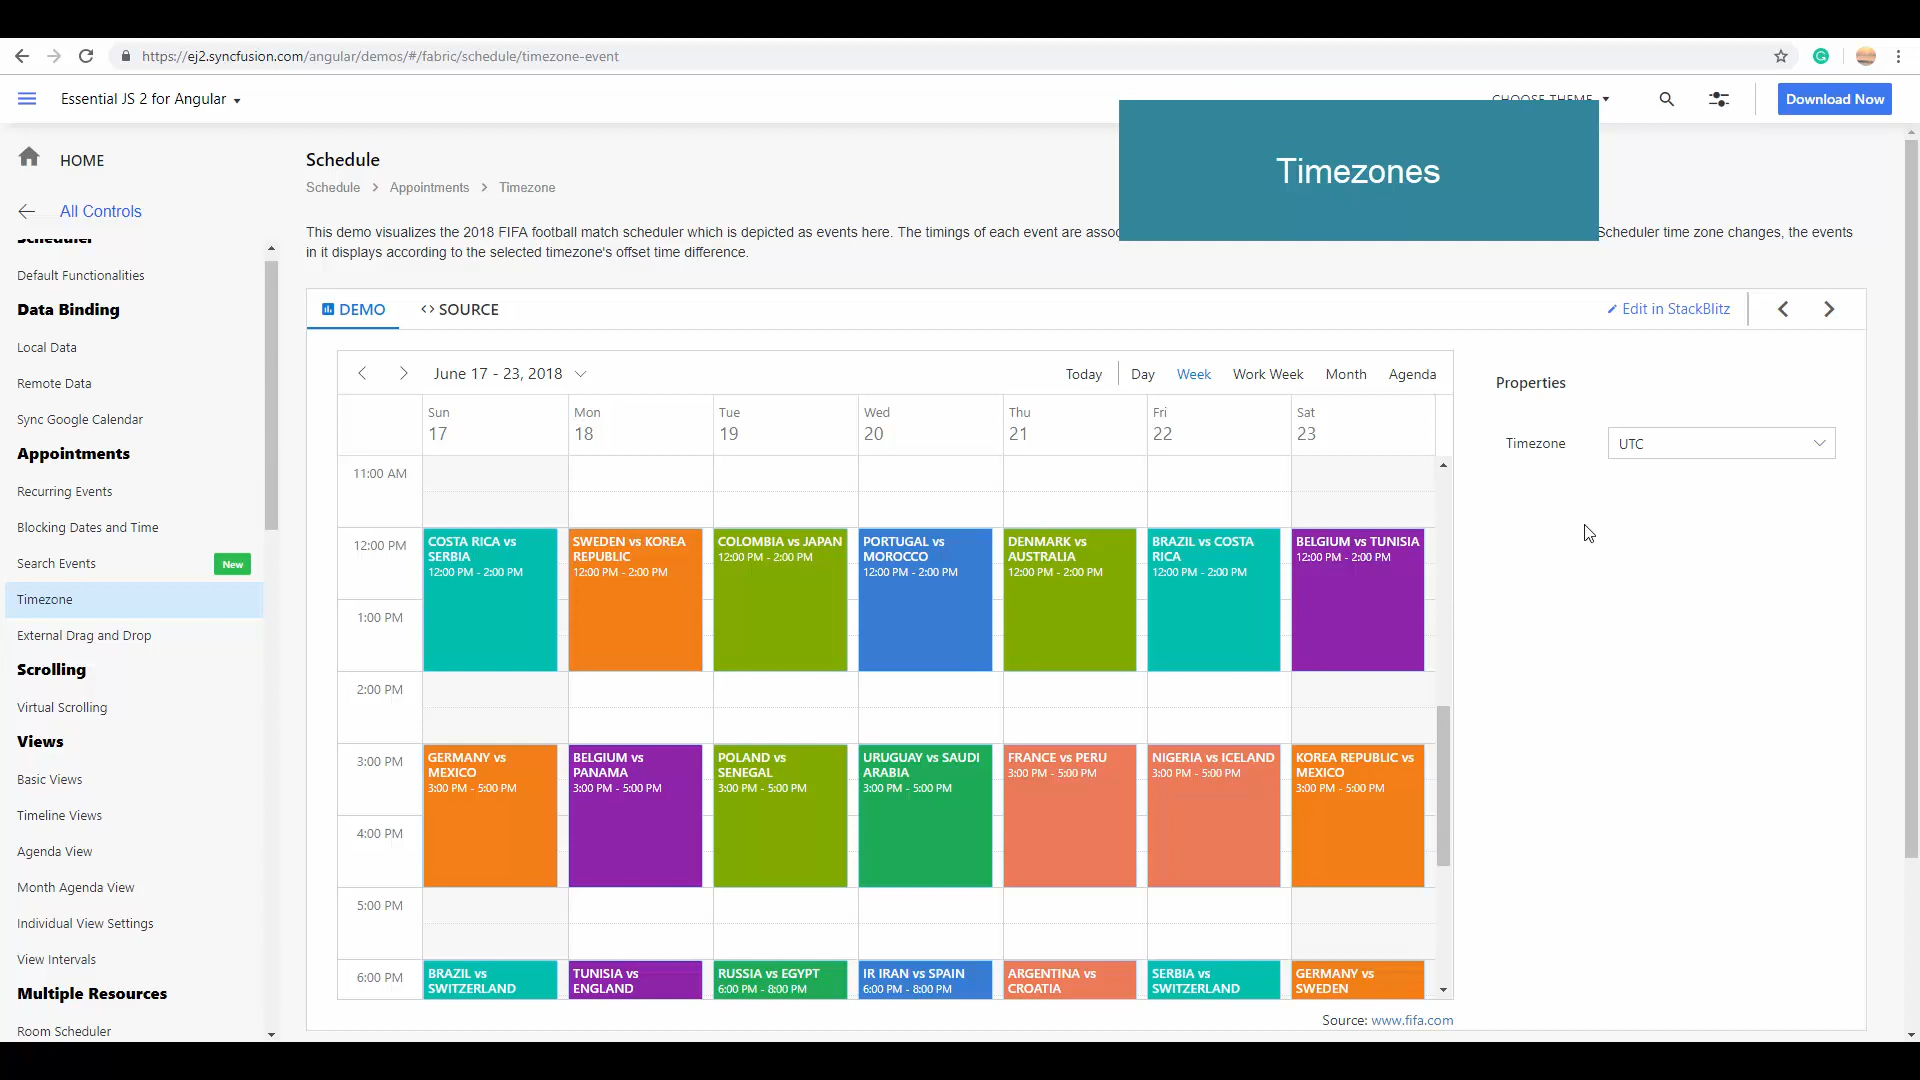 https://ej2.syncfusion.com/angular/demos/#/fabric/schedule/timezone-event
Essential JS 2 for Angular
CHOOSE THEME
Download Now
Timezones
HOME
All Controls
Scheduler
Default Functionalities
Data Binding
Local Data
Remote Data
Sync Google Calendar
Appointments
Recurring Events
Blocking Dates and Time
Search Events
New
Timezone
External Drag and Drop
Scrolling
Virtual Scrolling
Views
Basic Views
Timeline Views
Agenda View
Month Agenda View
Individual View Settings
View Intervals
Multiple Resources
Room Scheduler
Schedule
Schedule > Appointments > Timezone
This demo visualizes the 2018 FIFA football match scheduler which is depicted as events here. The timings of each event are Scheduler time zone changes, the events
in it displays according to the selected timezone's offset time difference.
DEMO
<> SOURCE
Edit in StackBlitz
June 17 - 23, 2018
Today Day Week Work Week Month Agenda
Sun Mon Tue Wed Thu Fri Sat
17 18 19 20 21 22 23
11:00 AM
12:00 PM
1:00 PM
2:00 PM
3:00 PM
4:00 PM
5:00 PM
6:00 PM
COSTA RICA vs
SERBIA
12:00 PM - 2:00 PM
SWEDEN vs KOREA
REPUBLIC
12:00 PM - 2:00 PM
COLOMBIA vs JAPAN
12:00 PM - 2:00 PM
PORTUGAL vs
MOROCCO
12:00 PM - 2:00 PM
DENMARK vs
AUSTRALIA
12:00 PM - 2:00 PM
BRAZIL vs COSTA
RICA
12:00 PM - 2:00 PM
BELGIUM vs TUNISIA
12:00 PM - 2:00 PM
GERMANY vs
MEXICO
3:00 PM - 5:00 PM
BELGIUM vs
PANAMA
3:00 PM - 5:00 PM
POLAND vs
SENEGAL
3:00 PM - 5:00 PM
URUGUAY vs SAUDI
ARABIA
3:00 PM - 5:00 PM
FRANCE vs PERU
3:00 PM - 5:00 PM
NIGERIA vs ICELAND
3:00 PM - 5:00 PM
KOREA REPUBLIC vs
MEXICO
3:00 PM - 5:00 PM
BRAZIL vs
SWITZERLAND
TUNISIA vs
ENGLAND
RUSSIA vs EGYPT
6:00 PM - 8:00 PM
IR IRAN vs SPAIN
6:00 PM - 8:00 PM
ARGENTINA vs
CROATIA
SERBIA vs
SWITZERLAND
GERMANY vs
SWEDEN
Source: www.fifa.com
Properties
Timezone
UTC